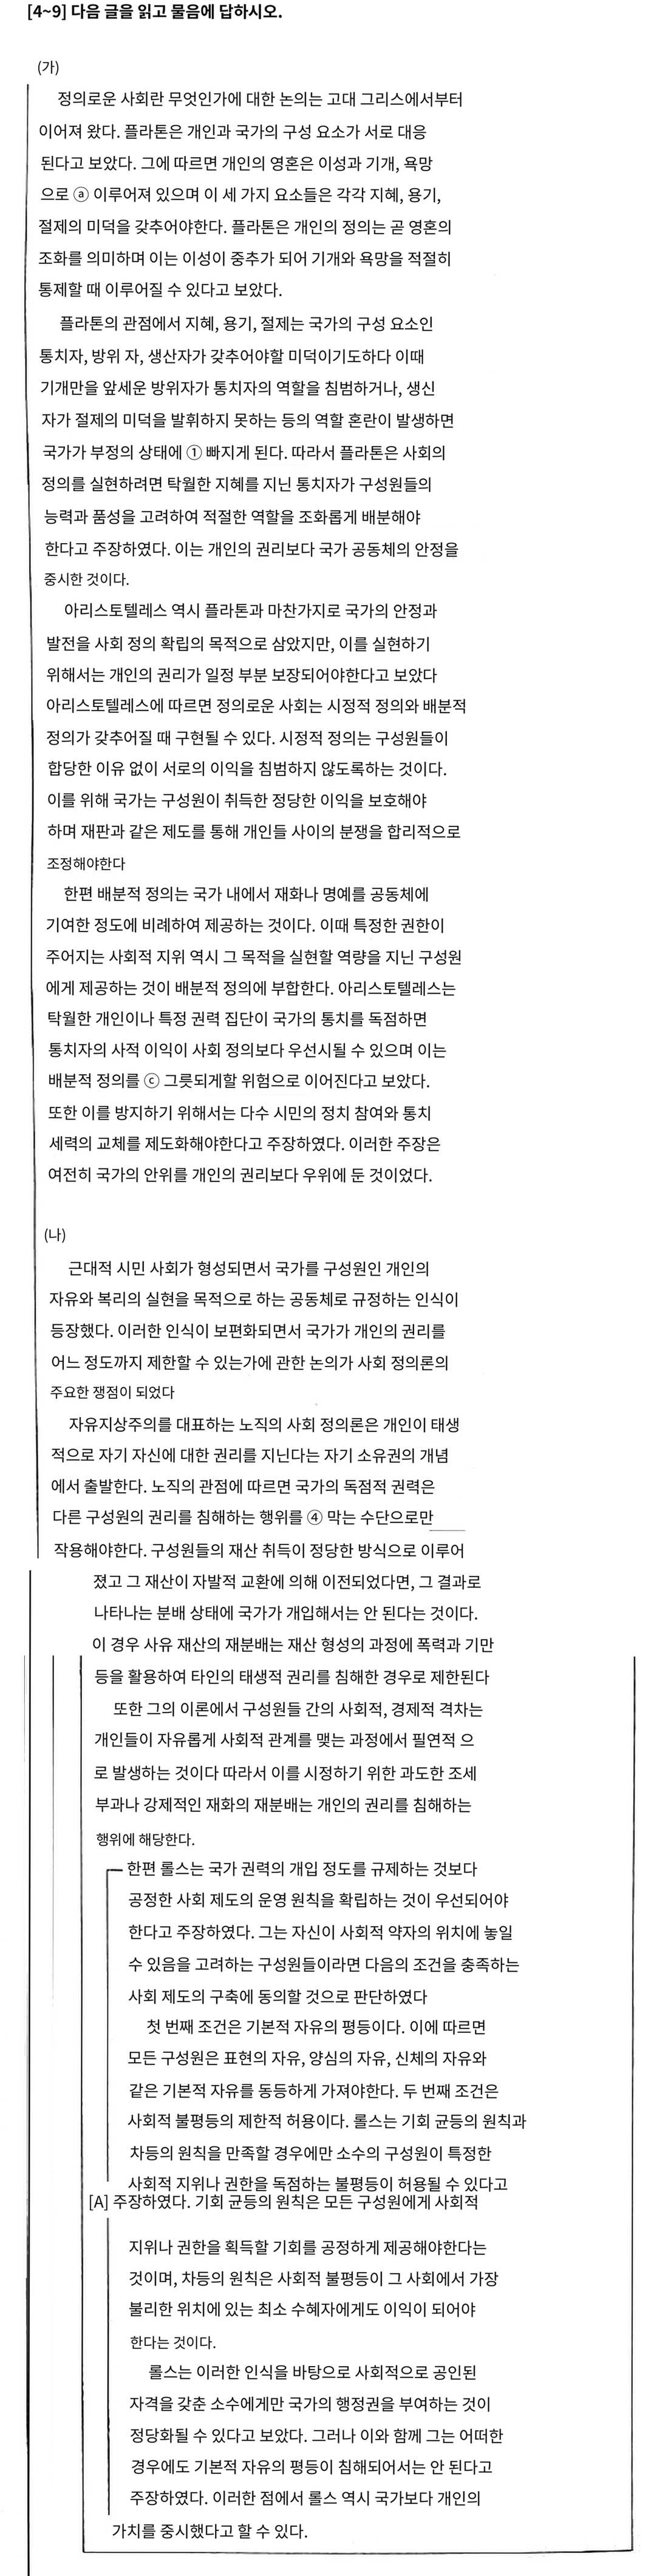 [4~9] 다음 글을 읽고 물음에 답하시오.
(가)
정의로운 사회란 무엇인가에 대한 논의는 고대 그리스에서부터
이어져 왔다. 플라톤은 개인과 국가의 구성 요소가 서로 대응
된다고 보았다. 그에 따르면 개인의 영혼은 이성과 기개, 욕망
으로 ⓐ 이루어져 있으며 이 세 가지 요소들은 각각 지혜, 용기,
절제의 미덕을 갖추어야한다. 플라톤은 개인의 정의는 곧 영혼의
조화를 의미하며 이는 이성이 중추가 되어 기개와 욕망을 적절히
통제할 때 이루어질 수 있다고 보았다.
플라톤의 관점에서 지혜, 용기, 절제는 국가의 구성 요소인
통치자, 방위 자, 생산자가 갖추어야할 미덕이기도하다 이때
기개만을 앞세운 방위자가 통치자의 역할을 침범하거나, 생신
자가 절제의 미덕을 발휘하지 못하는 등의 역할 혼란이 발생하면
국가가 부정의 상태에 ① 빠지게 된다. 따라서 플라톤은 사회의
정의를 실현하려면 탁월한 지혜를 지닌 통치자가 구성원들의
능력과 품성을 고려하여 적절한 역할을 조화롭게 배분해야
한다고 주장하였다. 이는 개인의 권리보다 국가 공동체의 안정을
중시한 것이다.
아리스토텔레스 역시 플라톤과 마찬가지로 국가의 안정과
발전을 사회 정의 확립의 목적으로 삼았지만, 이를 실현하기
위해서는 개인의 권리가 일정 부분 보장되어야한다고 보았다
아리스토텔레스에 따르면 정의로운 사회는 시정적 정의와 배분적
정의가 갖추어질 때 구현될 수 있다. 시정적 정의는 구성원들이
합당한 이유 없이 서로의 이익을 침범하지 않도록하는 것이다.
이를 위해 국가는 구성원이 취득한 정당한 이익을 보호해야
하며 재판과 같은 제도를 통해 개인들 사이의 분쟁을 합리적으로
조정해야한다
한편 배분적 정의는 국가 내에서 재화나 명예를 공동체에
기여한 정도에 비례하여 제공하는 것이다. 이때 특정한 권한이
주어지는 사회적 지위 역시 그 목적을 실현할 역량을 지닌 구성원
에게 제공하는 것이 배분적 정의에 부합한다. 아리스토텔레스는
탁월한 개인이나 특정 권력 집단이 국가의 통치를 독점하면
통치자의 사적 이익이 사회 정의보다 우선시될 수 있으며 이는
배분적 정의를 ⓒ 그릇되게할 위험으로 이어진다고 보았다.
또한 이를 방지하기 위해서는 다수 시민의 정치 참여와 통치
세력의 교체를 제도화해야한다고 주장하였다. 이러한 주장은
여전히 국가의 안위를 개인의 권리보다 우위에 둔 것이었다.
(나)
근대적 시민 사회가 형성되면서 국가를 구성원인 개인의
자유와 복리의 실현을 목적으로 하는 공동체로 규정하는 인식이
등장했다. 이러한 인식이 보편화되면서 국가가 개인의 권리를
어느 정도까지 제한할 수 있는가에 관한 논의가 사회 정의론의
주요한 쟁점이 되었다
자유지상주의를 대표하는 노직의 사회 정의론은 개인이 태생
적으로 자기 자신에 대한 권리를 지닌다는 자기 소유권의 개념
에서 출발한다. 노직의 관점에 따르면 국가의 독점적 권력은
다른 구성원의 권리를 침해하는 행위를 ④ 막는 수단으로만
작용해야한다. 구성원들의 재산 취득이 정당한 방식으로 이루어
졌고 그 재산이 자발적 교환에 의해 이전되었다면, 그 결과로
나타나는 분배 상태에 국가가 개입해서는 안 된다는 것이다.
이 경우 사유 재산의 재분배는 재산 형성의 과정에 폭력과 기만
등을 활용하여 타인의 태생적 권리를 침해한 경우로 제한된다
또한 그의 이론에서 구성원들 간의 사회적, 경제적 격차는
개인들이 자유롭게 사회적 관계를 맺는 과정에서 필연적 으
로 발생하는 것이다 따라서 이를 시정하기 위한 과도한 조세
부과나 강제적인 재화의 재분배는 개인의 권리를 침해하는
행위에 해당한다.
한편 롤스는 국가 권력의 개입 정도를 규제하는 것보다
공정한 사회 제도의 운영 원칙을 확립하는 것이 우선되어야
한다고 주장하였다. 그는 자신이 사회적 약자의 위치에 놓일
수 있음을 고려하는 구성원들이라면 다음의 조건을 충족하는
사회 제도의 구축에 동의할 것으로 판단하였다
첫 번째 조건은 기본적 자유의 평등이다. 이에 따르면
모든 구성원은 표현의 자유, 양심의 자유, 신체의 자유와
같은 기본적 자유를 동등하게 가져야한다. 두 번째 조건은
사회적 불평등의 제한적 허용이다. 롤스는 기회 균등의 원칙과
차등의 원칙을 만족할 경우에만 소수의 구성원이 특정한
사회적 지위나 권한을 독점하는 불평등이 허용될 수 있다고
[A] 주장하였다. 기회 균등의 원칙은 모든 구성원에게 사회적
지위나 권한을 획득할 기회를 공정하게 제공해야한다는
것이며, 차등의 원칙은 사회적 불평등이 그 사회에서 가장
불리한 위치에 있는 최소 수혜자에게도 이익이 되어야
한다는 것이다.
롤스는 이러한 인식을 바탕으로 사회적으로 공인된
자격을 갖춘 소수에게만 국가의 행정권을 부여하는 것이
정당화될 수 있다고 보았다. 그러나 이와 함께 그는 어떠한
경우에도 기본적 자유의 평등이 침해되어서는 안 된다고
주장하였다. 이러한 점에서 롤스 역시 국가보다 개인의
가치를 중시했다고 할 수 있다.